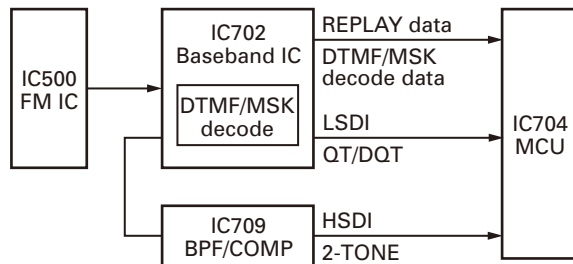 IC500
FM IC
IC702
Baseband IC
DTMF/MSK
decode
REPLAY data
DTMF/MSK
decode data
LSDI
QT/DQT
IC709
BPF/COMP
HSDI
2-TONE
IC704
MCU